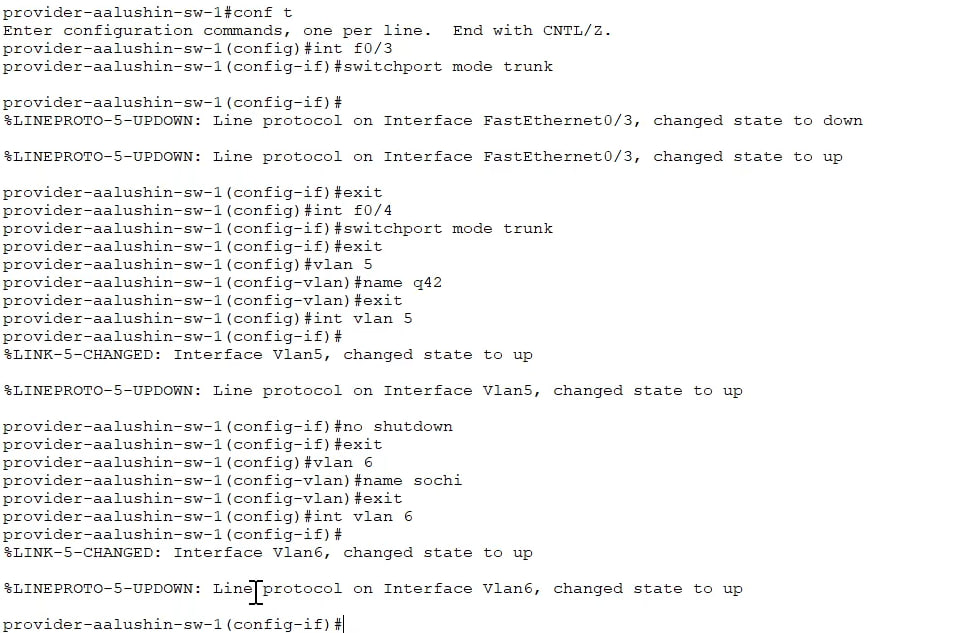 provider-aalushin-sw-1#conf t
Enter configuration commands, one per line.  End with CNTL/Z.
provider-aalushin-sw-1(config)#int f0/3
provider-aalushin-sw-1(config-if)#switchport mode trunk
provider-aalushin-sw-1(config-if)#
%LINEPROTO-5-UPDOWN: Line protocol on Interface FastEthernet0/3, changed state to down
%LINEPROTO-5-UPDOWN: Line protocol on Interface FastEthernet0/3, changed state to up
provider-aalushin-sw-1(config-if)#exit
provider-aalushin-sw-1(config)#int f0/4
provider-aalushin-sw-1(config-if)#switchport mode trunk
provider-aalushin-sw-1(config-if)#exit
provider-aalushin-sw-1(config)#vlan 5
provider-aalushin-sw-1(config-vlan)#name q42
provider-aalushin-sw-1(config-vlan)#exit
provider-aalushin-sw-1(config)#int vlan 5
provider-aalushin-sw-1(config-if)#
%LINK-5-CHANGED: Interface Vlan5, changed state to up
%LINEPROTO-5-UPDOWN: Line protocol on Interface Vlan5, changed state to up
provider-aalushin-sw-1(config-if)#no shutdown
provider-aalushin-sw-1(config-if)#exit
provider-aalushin-sw-1(config)#vlan 6
provider-aalushin-sw-1(config-vlan)#name sochi
provider-aalushin-sw-1(config-vlan)#exit
provider-aalushin-sw-1(config)#int vlan 6
provider-aalushin-sw-1(config-if)#
%LINK-5-CHANGED: Interface Vlan6, changed state to up
%LINEPROTO-5-UPDOWN: Line protocol on Interface Vlan6, changed state to up
provider-aalushin-sw-1(config-if)#